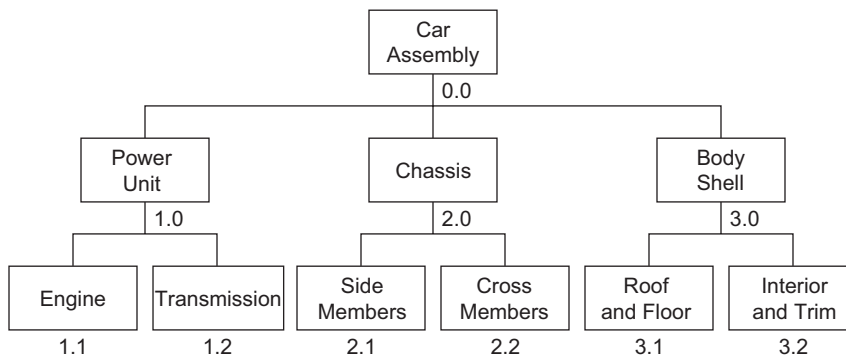 Car
Assembly
0.0
Power
Unit
Chassis
Body
Shell
1.0
2.0
3.0
Engine
Transmission
Side
Members
Cross
Members
Roof
and Floor
Interior
and Trim
1.1
1.2
2.1
2.2
3.1
3.2